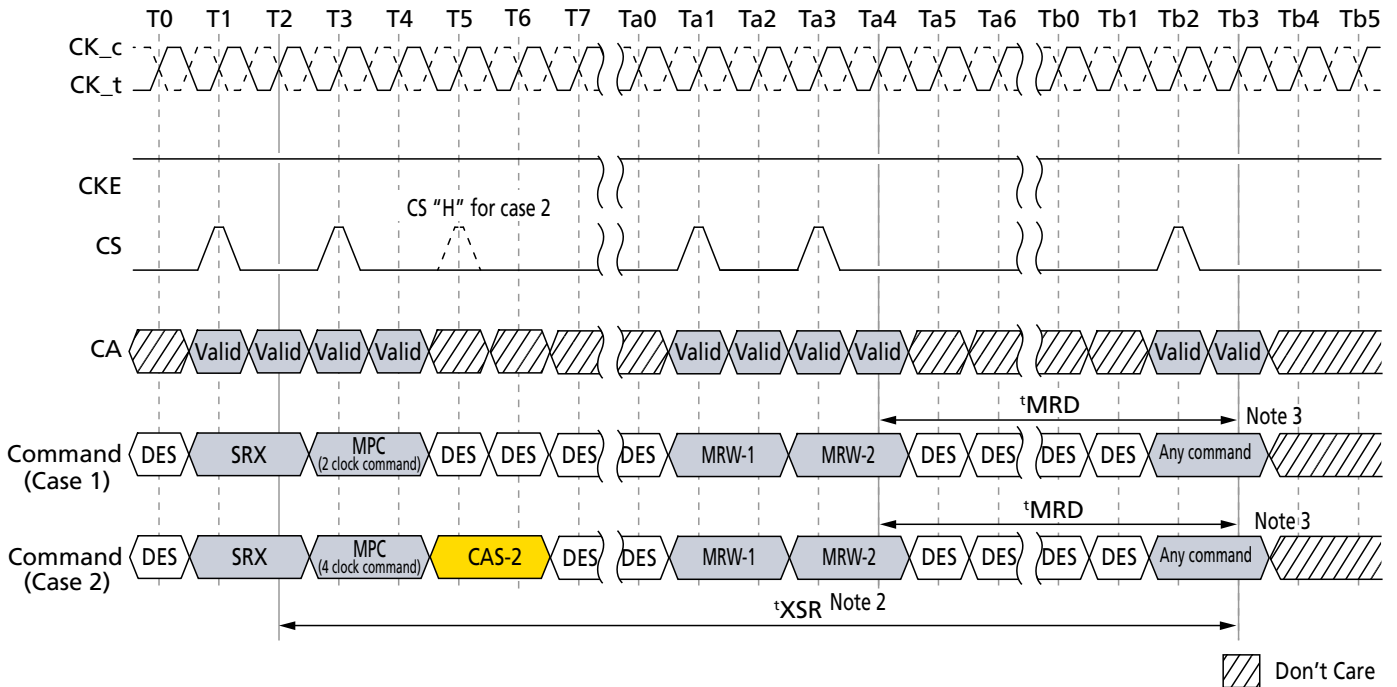 T0 T1 T2 T3 T4 T5 T6 T7 Ta0 Ta1 Ta2 Ta3 Ta4 Ta5 Ta6 Tb0 Tb1 Tb2 Tb3 Tb4 Tb5
CK_c
CK_t
CKE
CS "H" for case 2
CS
CA Valid Valid Valid Valid Valid Valid Valid Valid Valid Valid
tMRD Note 3
Command (Case 1) DES SRX MPC (2 clock command) DES DES DES DES MRW-1 MRW-2 DES DES DES DES Any command
tMRD Note 3
Command (Case 2) DES SRX MPC (4 clock command) CAS-2 DES DES MRW-1 MRW-2 DES DES DES DES Any command
tXSR Note 2
Don't Care